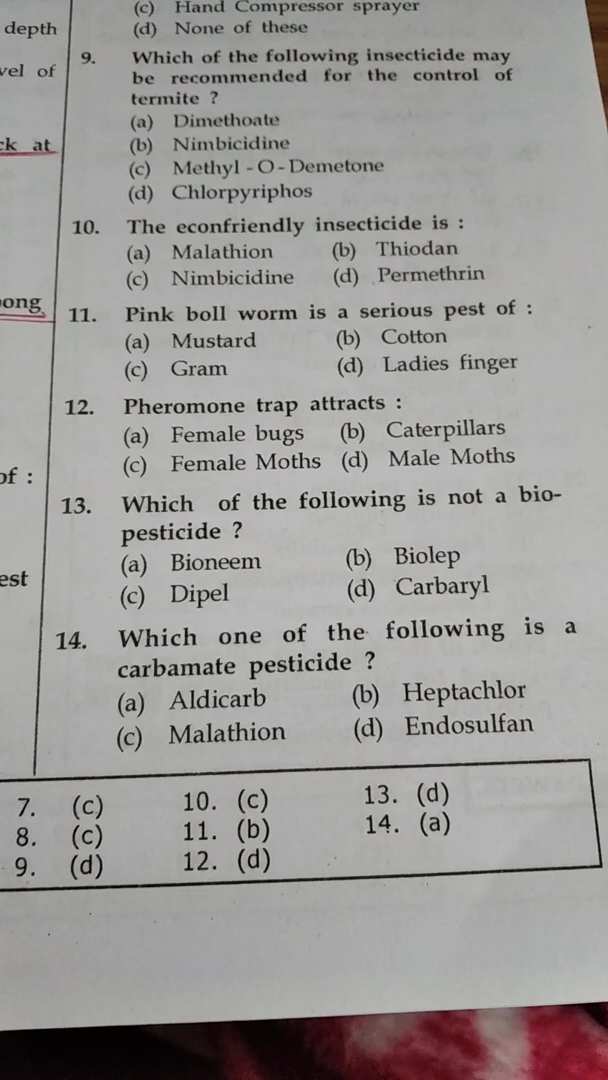 depth
vel of
ck at
ong
of :
est
(c) Hand Compressor sprayer
(d) None of these
9. Which of the following insecticide may
be recommended for the control of
termite ?
(a) Dimethoate
(b) Nimbicidine
(c) Methyl - O - Demetone
(d) Chlorpyriphos
10. The econfriendly insecticide is :
(a) Malathion (b) Thiodan
(c) Nimbicidine (d) Permethrin
11. Pink boll worm is a serious pest of :
(a) Mustard (b) Cotton
(c) Gram (d) Ladies finger
12. Pheromone trap attracts :
(a) Female bugs (b) Caterpillars
(c) Female Moths (d) Male Moths
13. Which of the following is not a bio-
pesticide ?
(a) Bioneem (b) Biolep
(c) Dipel (d) Carbaryl
14. Which one of the following is a
carbamate pesticide ?
(a) Aldicarb (b) Heptachlor
(c) Malathion (d) Endosulfan
7. (c) 10. (c) 13. (d)
8. (c) 11. (b) 14. (a)
9. (d) 12. (d)